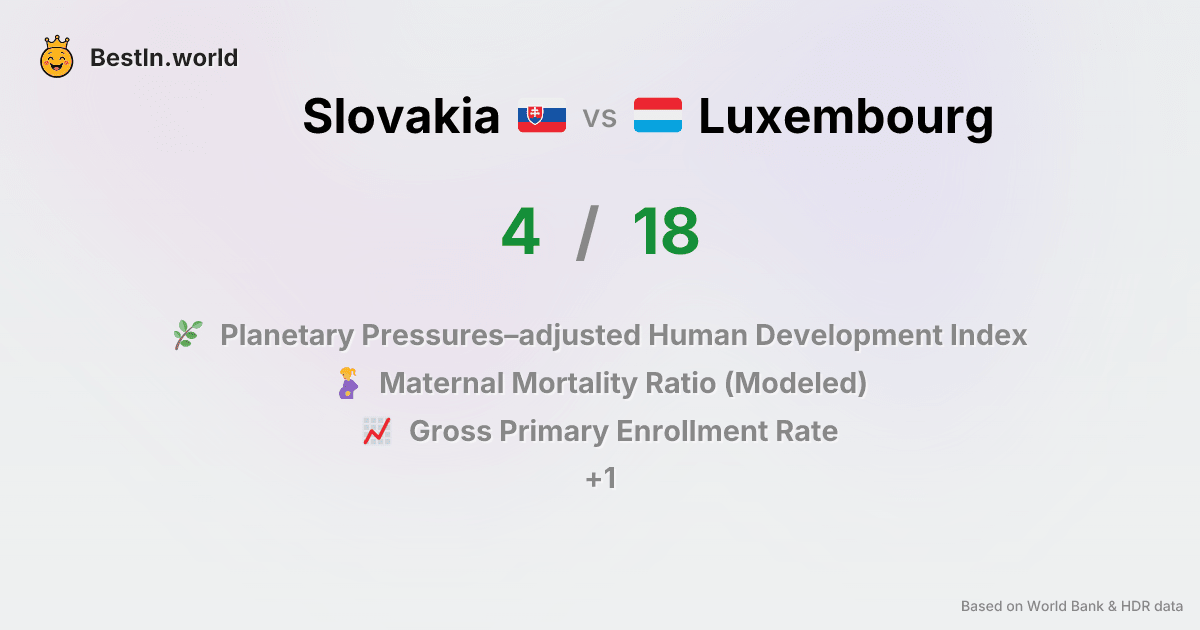 BestIn.world
Slovakia vs Luxembourg
4 / 18
Planetary Pressures–adjusted Human Development Index
Maternal Mortality Ratio (Modeled)
Gross Primary Enrollment Rate
+1
Based on World Bank & HDR data